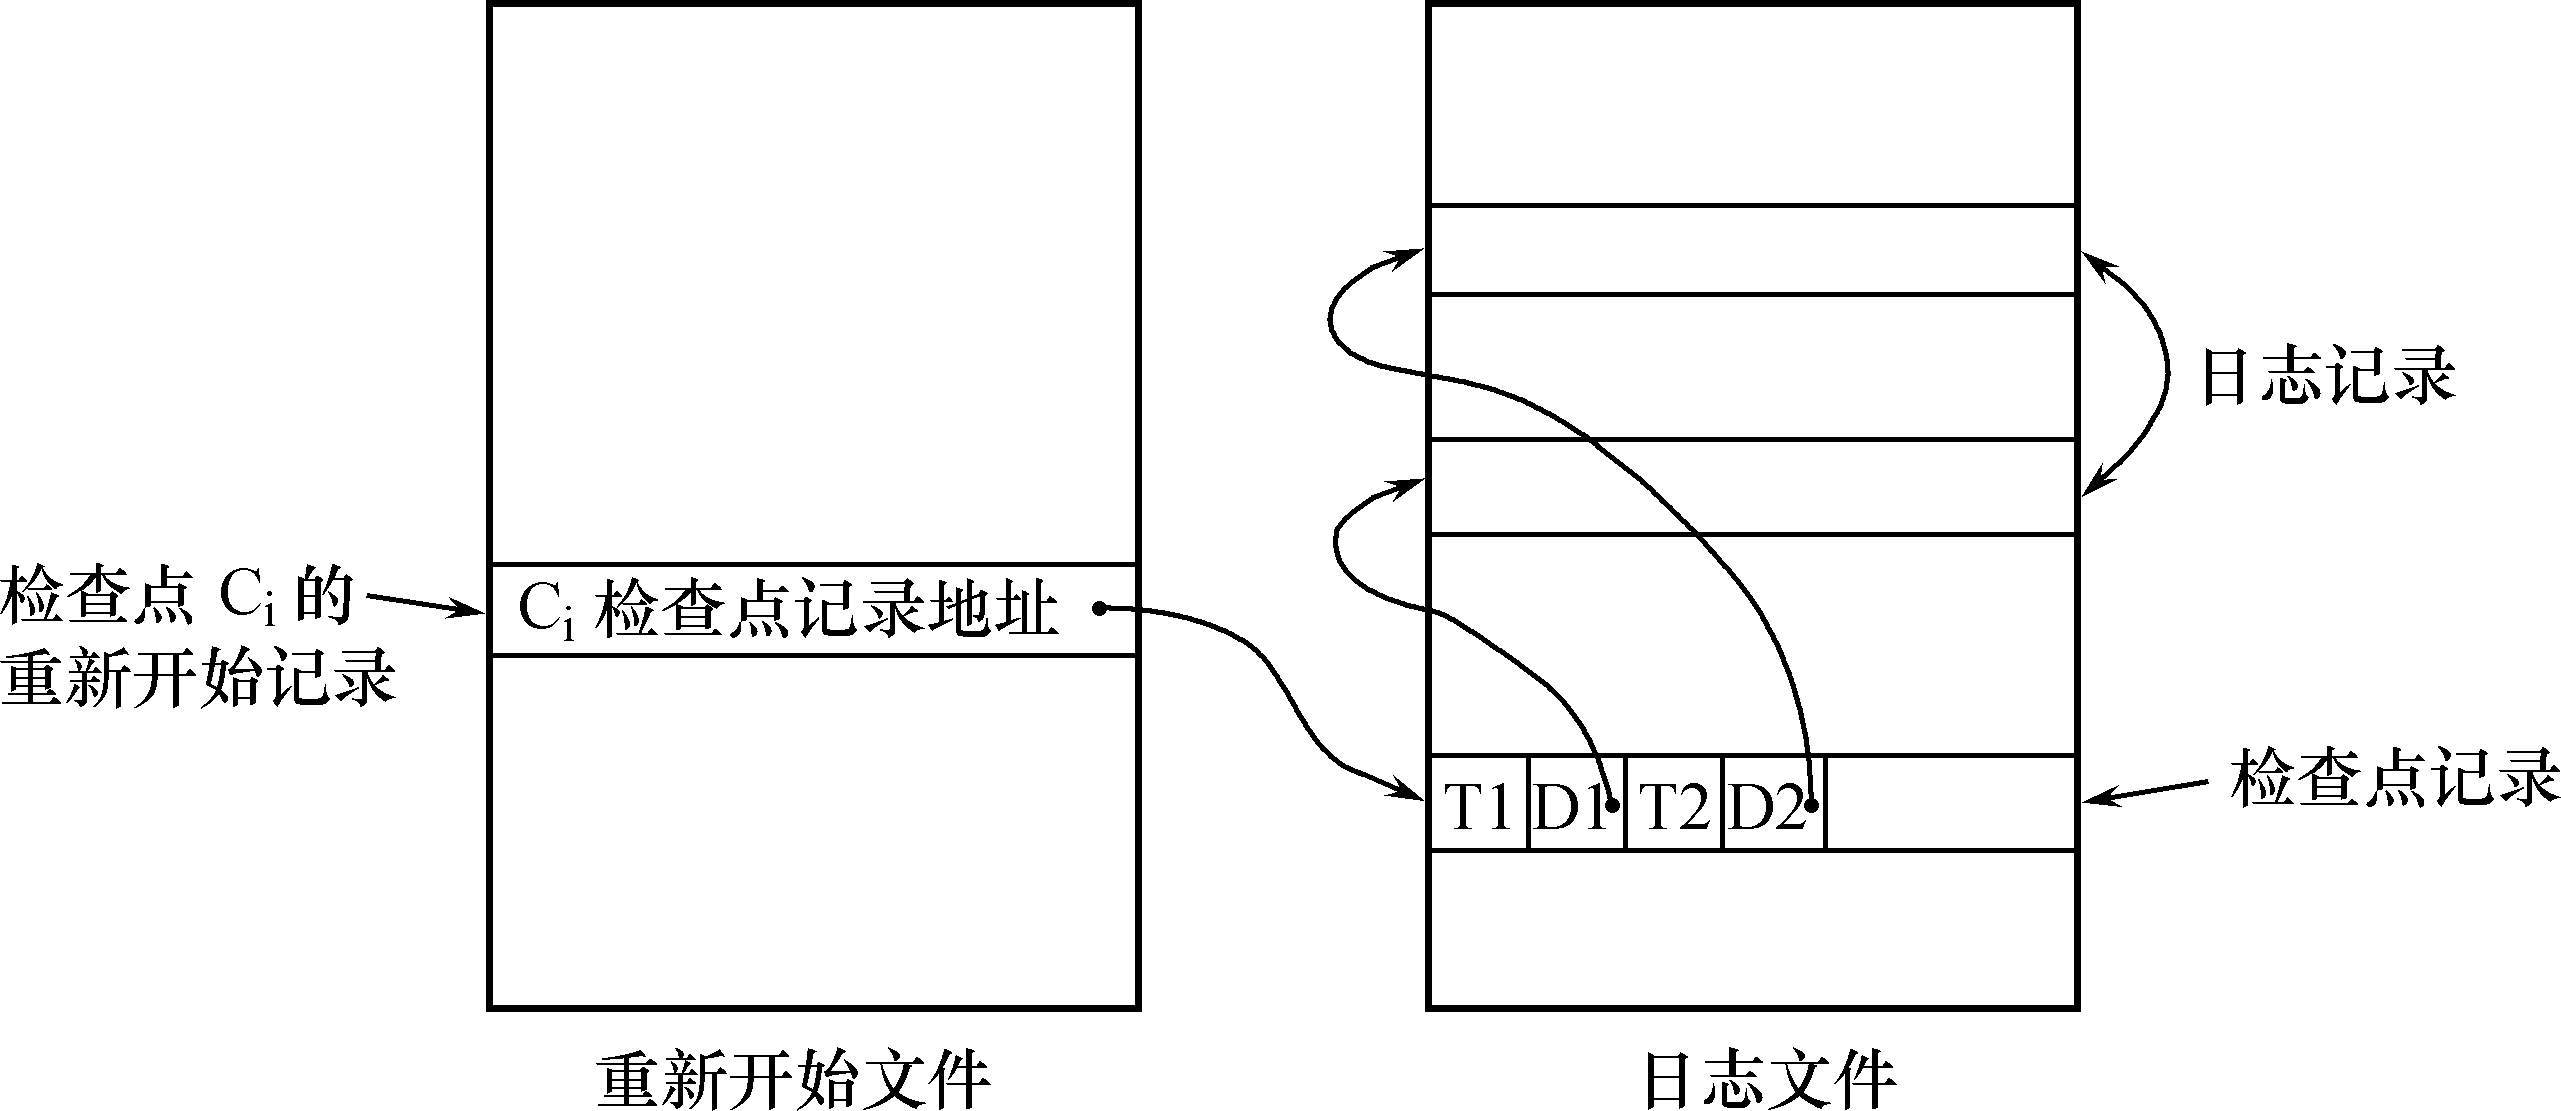 日志记录
检查点 Ci 的
重新开始记录
Ci 检查点记录地址
T1 D1 T2 D2
检查点记录
重新开始文件
日志文件